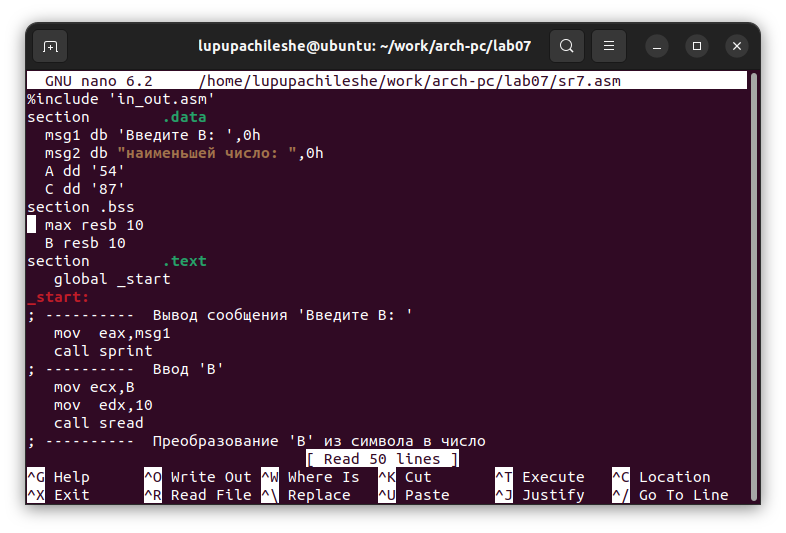 lupupachileshe@ubuntu: ~/work/arch-pc/lab07
GNU nano 6.2 /home/lupupachileshe/work/arch-pc/lab07/sr7.asm
%include 'in_out.asm'
section .data
msg1 db 'Введите B: ',0h
msg2 db "наименьшей число: ",0h
A dd '54'
C dd '87'
section .bss
max resb 10
B resb 10
section .text
global _start
_start:
; ---------- Вывод сообщения 'Введите B: '
mov eax,msg1
call sprint
; ---------- Ввод 'B'
mov ecx,B
mov edx,10
call sread
; ---------- Преобразование 'B' из символа в число
[ Read 50 lines ]
^G Help ^O Write Out ^W Where Is ^K Cut ^T Execute ^C Location
^X Exit ^R Read File ^\ Replace ^U Paste ^J Justify ^/ Go To Line